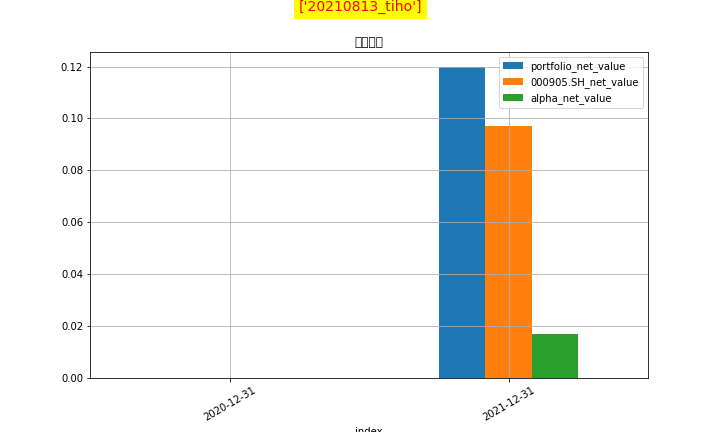 ['20210813_tiho']
0.12
0.10
0.08
0.06
0.04
0.02
0.00
portfolio_net_value
000905.SH_net_value
alpha_net_value
2020-12-31
2021-12-31
index